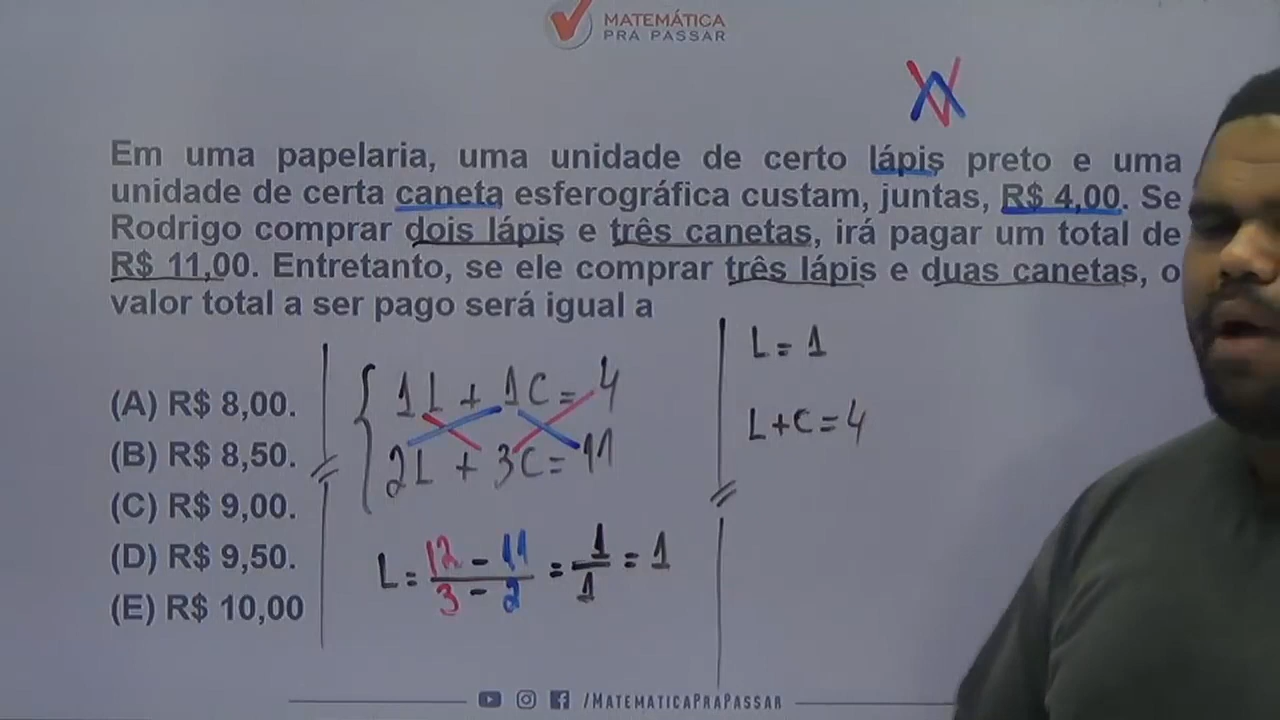 MATEMÁTICA
PRA PASSAR
Em uma papelaria, uma unidade de certo lápis preto e uma
unidade de certa caneta esferográfica custam, juntas, R$ 4,00. Se
Rodrigo comprar dois lápis e três canetas, irá pagar um total de
R$ 11,00. Entretanto, se ele comprar três lápis e duas canetas, o
valor total a ser pago será igual a
(A) R$ 8,00.
(B) R$ 8,50.
(C) R$ 9,00.
(D) R$ 9,50.
(E) R$ 10,00
1L + 1C = 4
2L + 3C = 11
L = 12 - 11 / 3 - 2 = 1/1 = 1
L = 1
L + C = 4
/MATEMATICAPRAPASSAR